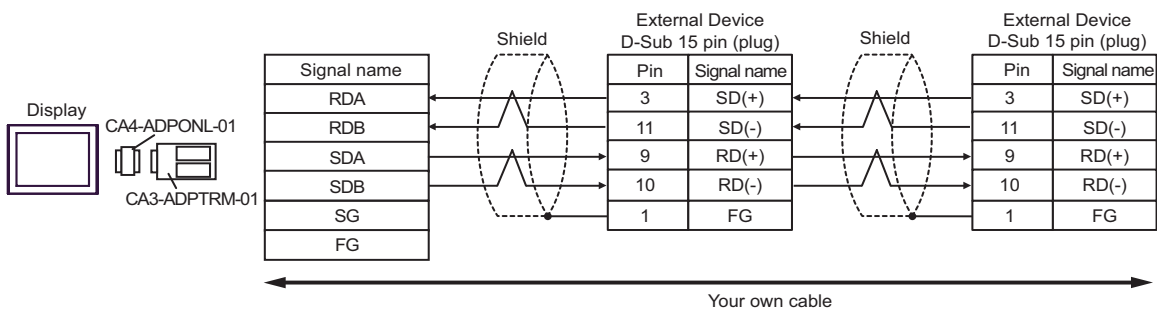 External Device
D-Sub 15 pin (plug)
External Device
D-Sub 15 pin (plug)
Shield
Shield
Display
CA4-ADPONL-01
CA3-ADPTRM-01
Signal name
RDA
RDB
SDA
SDB
SG
FG
Pin Signal name
3 SD(+)
11 SD(-)
9 RD(+)
10 RD(-)
1 FG
Pin Signal name
3 SD(+)
11 SD(-)
9 RD(+)
10 RD(-)
1 FG
Your own cable